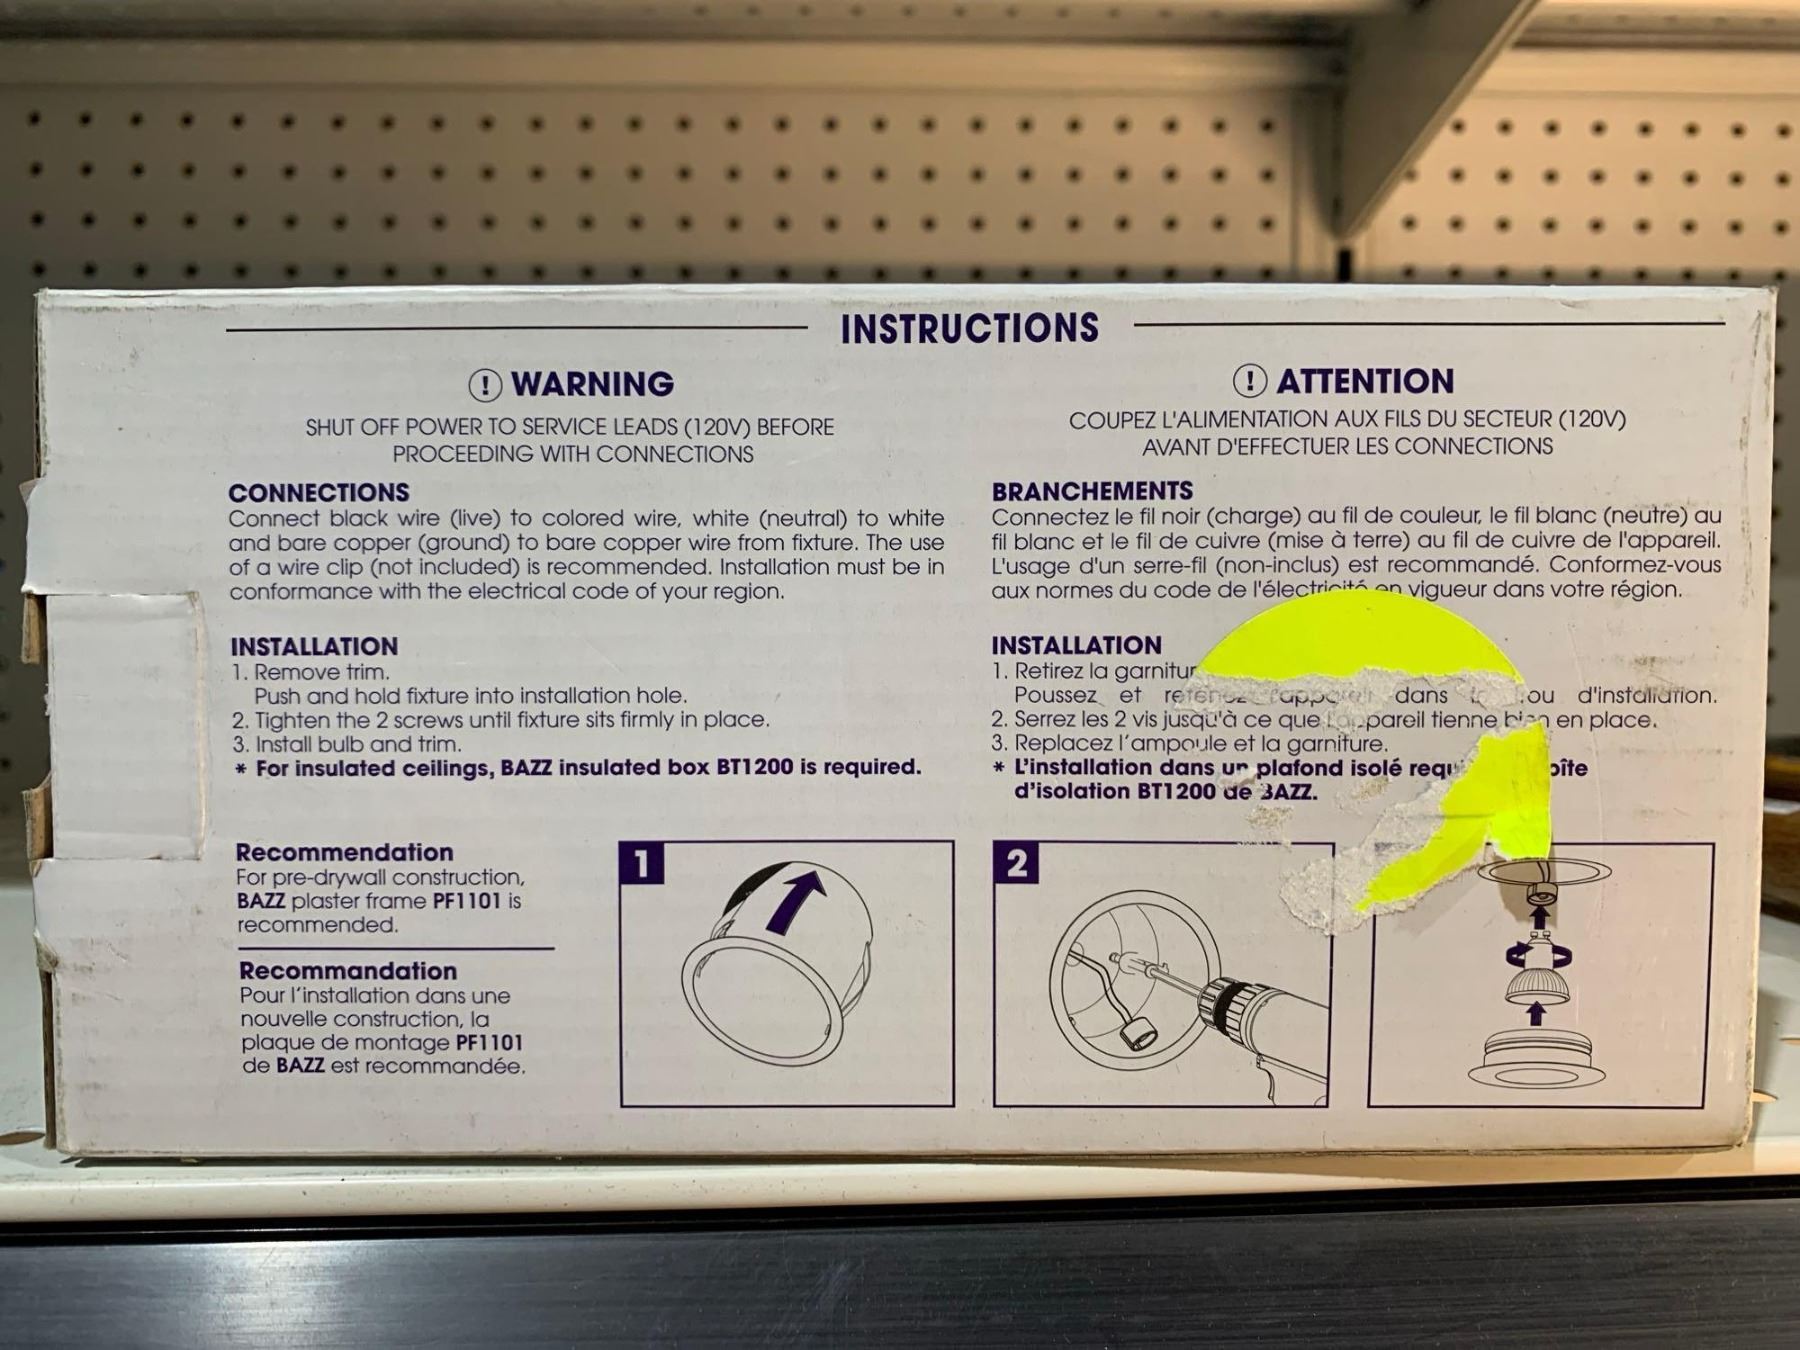 INSTRUCTIONS
! WARNING
SHUT OFF POWER TO SERVICE LEADS (120V) BEFORE
PROCEEDING WITH CONNECTIONS
CONNECTIONS
Connect black wire (live) to colored wire, white (neutral) to white
and bare copper (ground) to bare copper wire from fixture. The use
of a wire clip (not included) is recommended. Installation must be in
conformance with the electrical code of your region.
INSTALLATION
1. Remove trim.
Push and hold fixture into installation hole.
2. Tighten the 2 screws until fixture sits firmly in place.
3. Install bulb and trim.
* For insulated ceilings, BAZZ insulated box BT1200 is required.
! ATTENTION
COUPEZ L'ALIMENTATION AUX FILS DU SECTEUR (120V)
AVANT D'EFFECTUER LES CONNECTIONS
BRANCHEMENTS
Connectez le fil noir (charge) au fil de couleur, le fil blanc (neutre) au
fil blanc et le fil de cuivre (mise à terre) au fil de cuivre de l'appareil.
L'usage d'un serre-fil (non-inclus) est recommandé. Conformez-vous
aux normes du code de l'électricité en vigueur dans votre région.
INSTALLATION
1. Retirez la
Poussez et retenez l'appareil dans d'installation.
2. Serrez les 2 vis jusqu'à ce que l'appareil tienne bien en place.
3. Replacez l'ampoule et la garniture.
* L'installation dans un plafond isolé
d'isolation BT1200 de BAZZ.
Recommendation
For pre-drywall construction,
BAZZ plaster frame PF1101 is
recommended.
Recommandation
Pour l'installation dans une
nouvelle construction, la
plaque de montage PF1101
de BAZZ est recommandée.
1
2